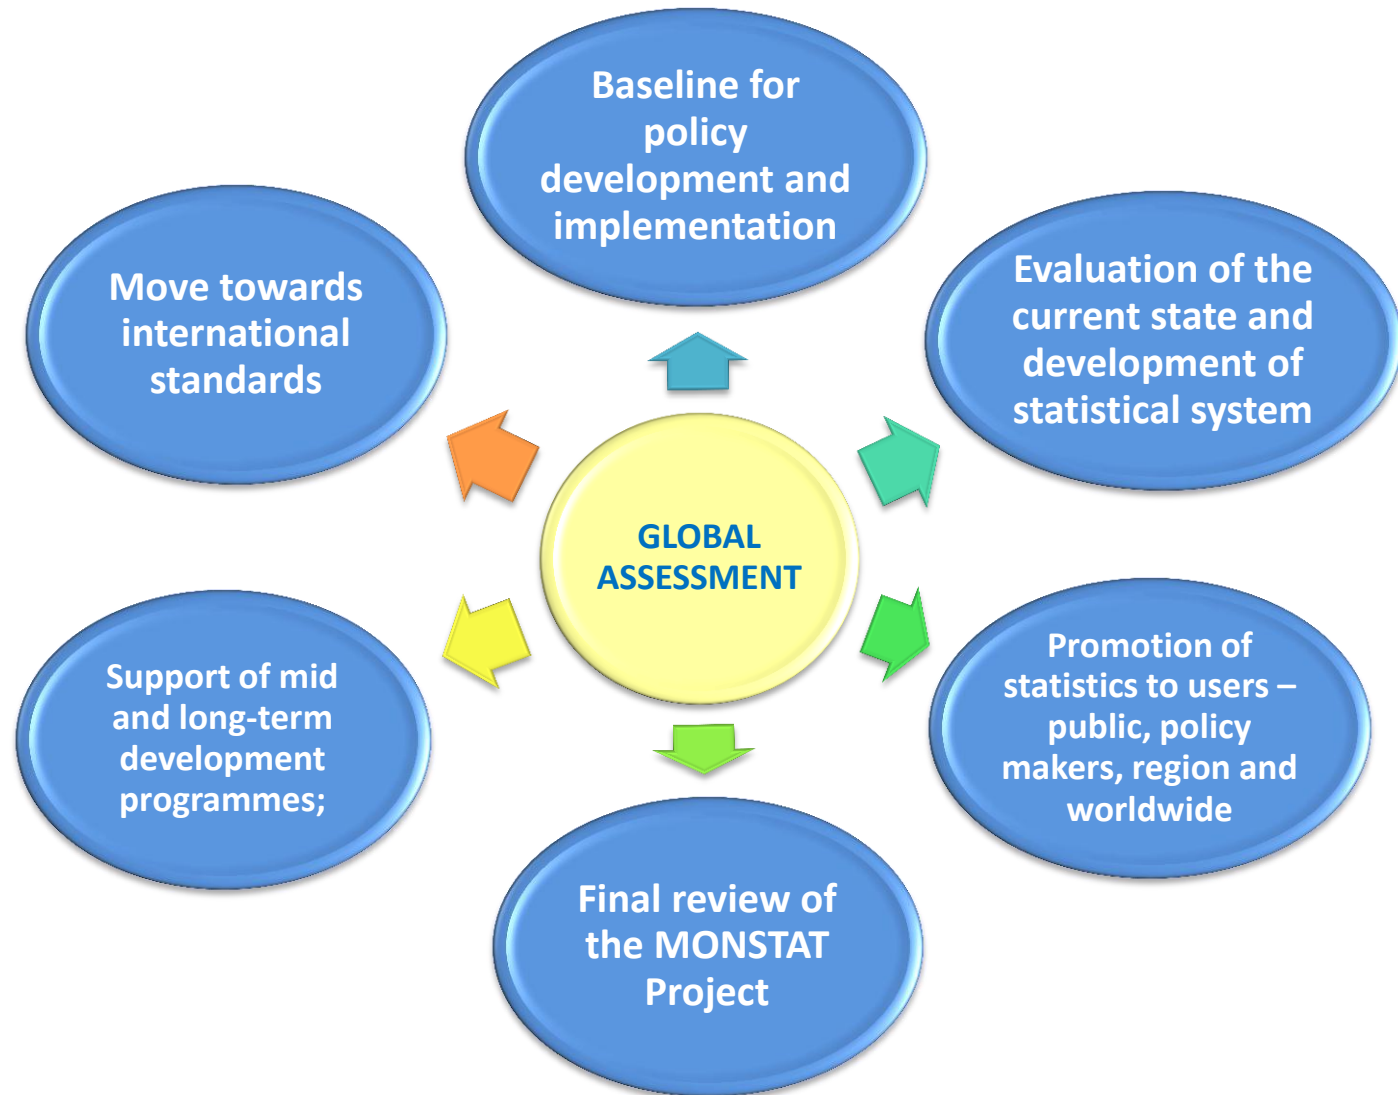 Baseline for
policy
development and
implementation
Move towards
international
standards
Evaluation of the
current state and
development of
statistical system
GLOBAL
ASSESSMENT
Support of mid
and long-term
development
programmes;
Promotion of
statistics to users –
public, policy
makers, region and
worldwide
Final review of
the MONSTAT
Project